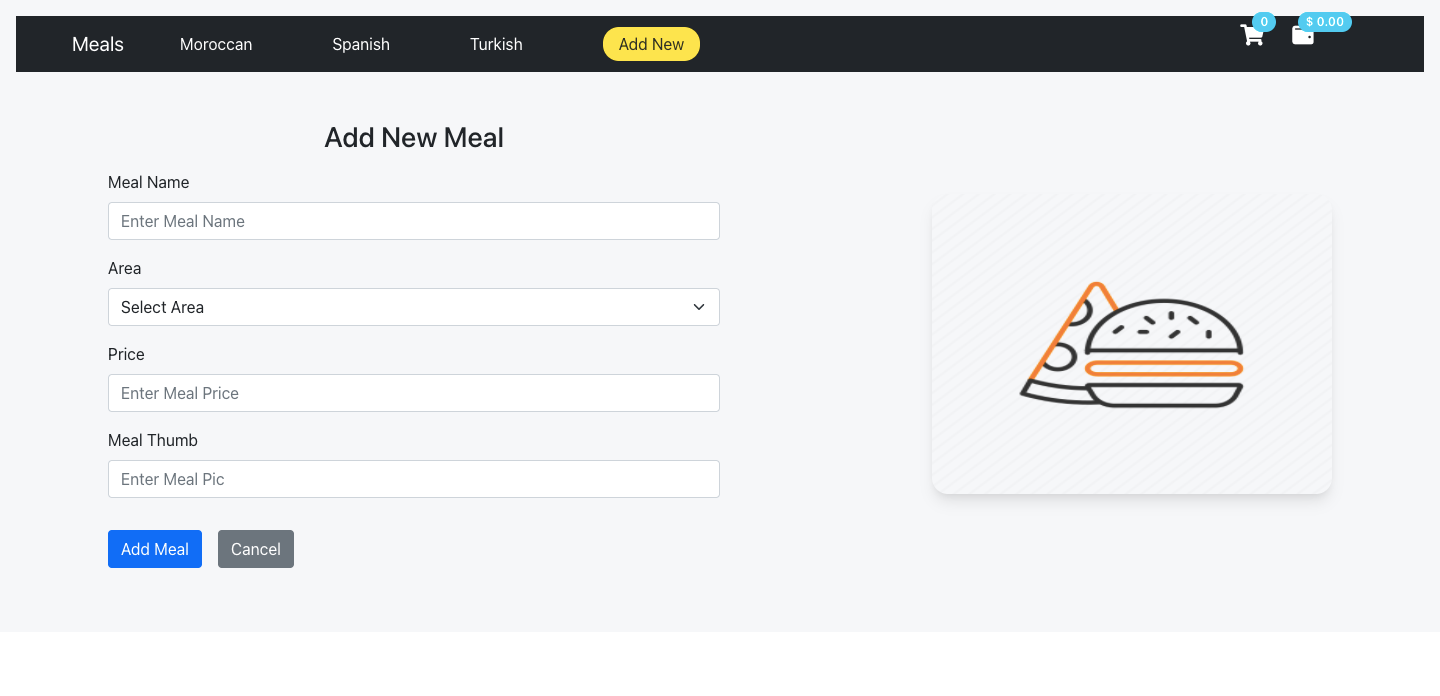 Meals Moroccan Spanish Turkish Add New 0 $ 0.00
Add New Meal
Meal Name
Enter Meal Name
Area
Select Area
Price
Enter Meal Price
Meal Thumb
Enter Meal Pic
Add Meal Cancel